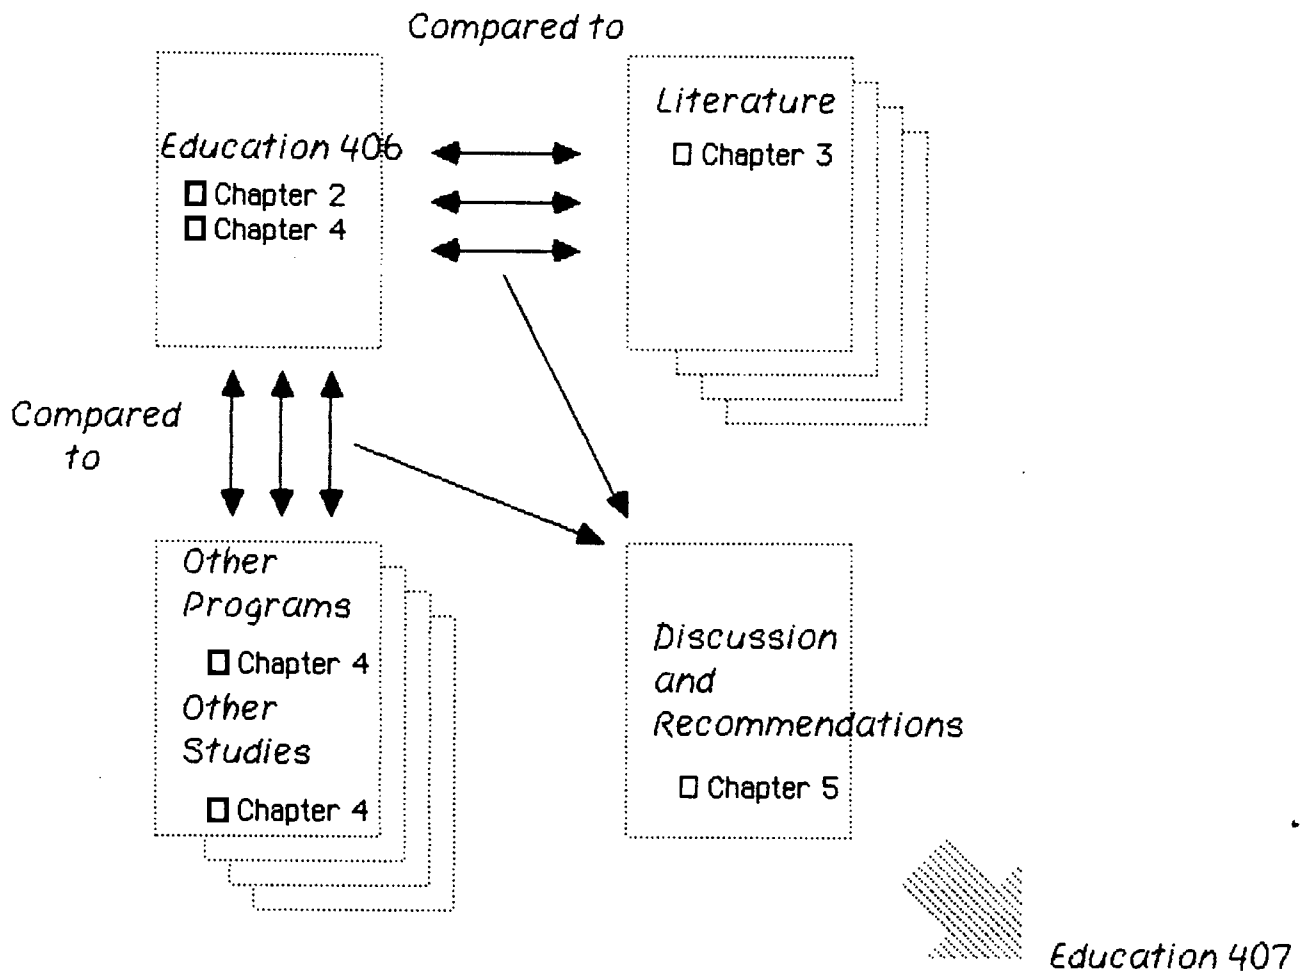 Compared to
Education 406
Chapter 2
Chapter 4
Literature
Chapter 3
Compared
to
Other
Programs
Chapter 4
Other
Studies
Chapter 4
Discussion
and
Recommendations
Chapter 5
Education 407